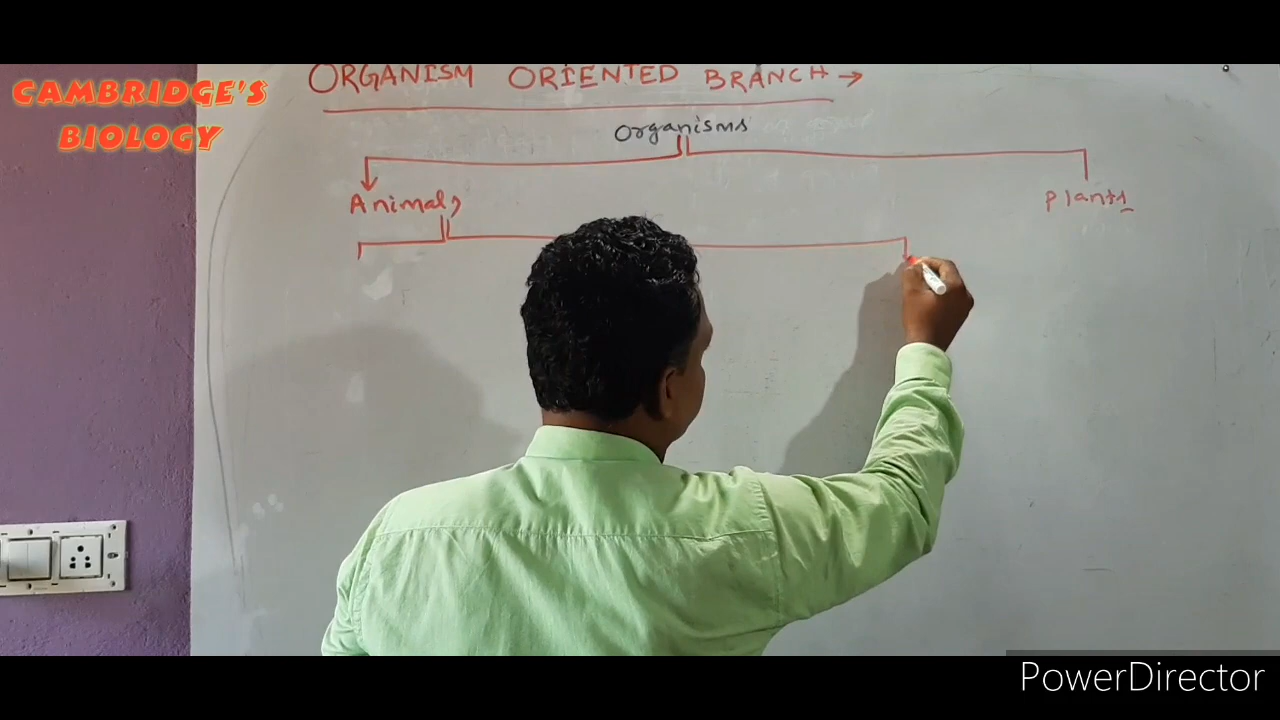 ORGANISM ORIENTED BRANCH →
CAMBRIDGE'S
BIOLOGY
Organisms
Animals
Plants
PowerDirector